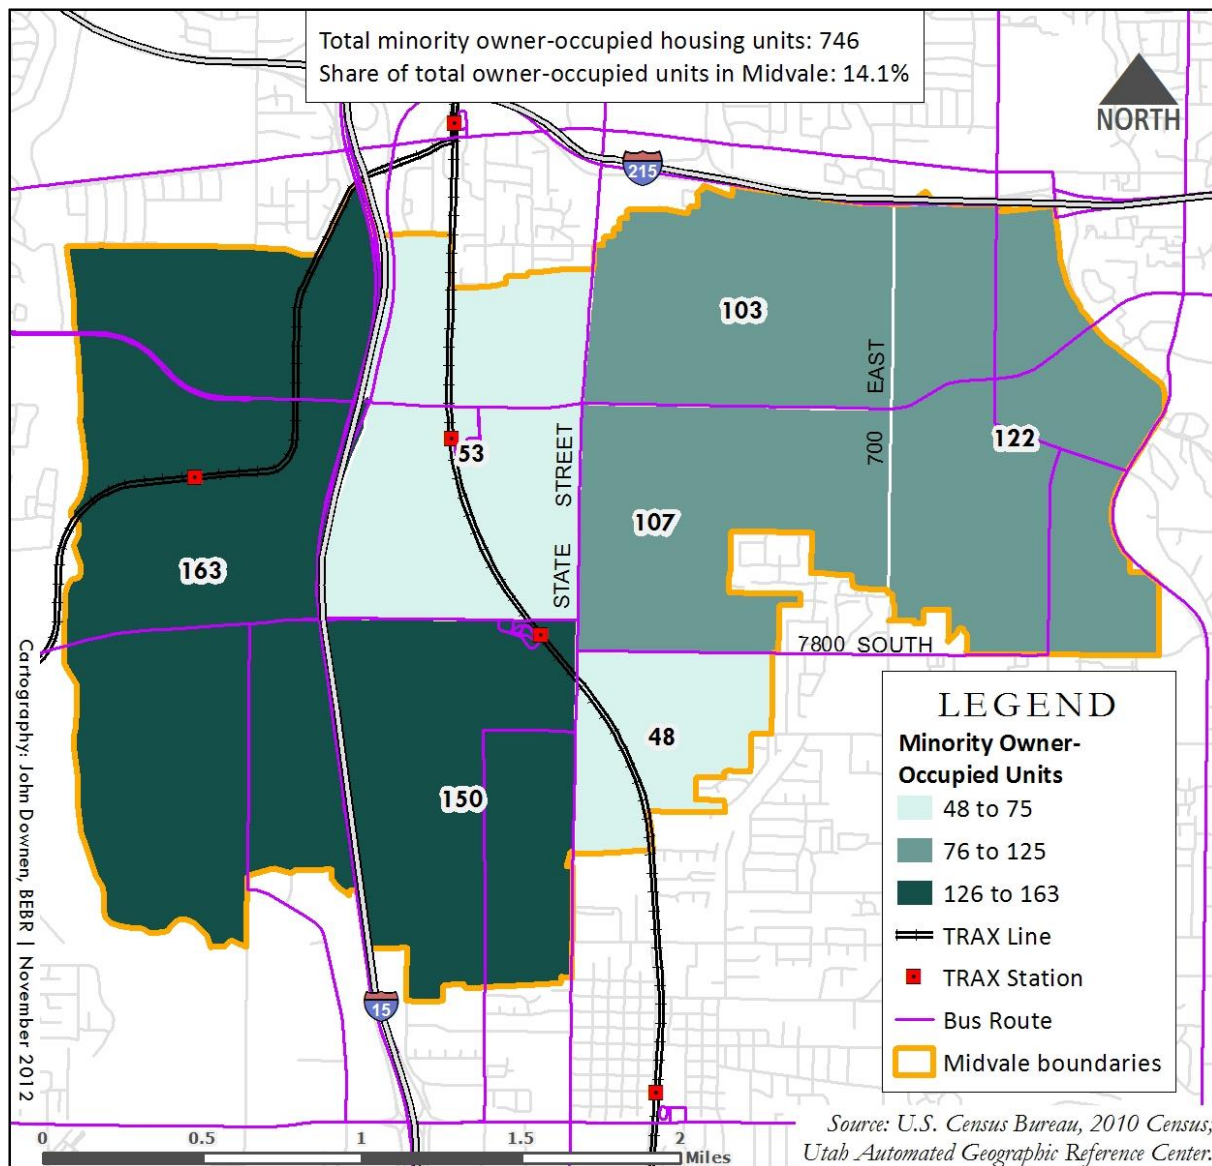 Total minority owner-occupied housing units: 746
Share of total owner-occupied units in Midvale: 14.1%
NORTH
215
103
700 EAST
122
53
STATE STREET
107
163
7800 SOUTH
48
150
15
LEGEND
Minority Owner-
Occupied Units
48 to 75
76 to 125
126 to 163
TRAX Line
TRAX Station
Bus Route
Midvale boundaries
Cartography: John Downen, BEBR | November 2012
0 0.5 1 1.5 2
Miles
Source: U.S. Census Bureau, 2010 Census;
Utah Automated Geographic Reference Center.